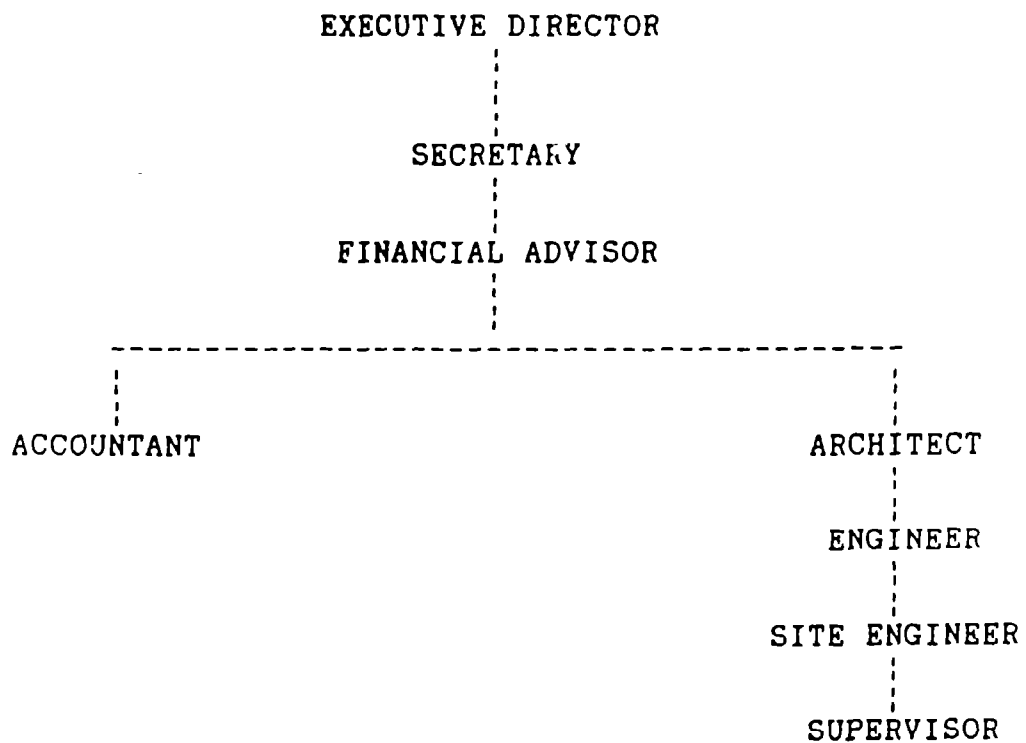 EXECUTIVE DIRECTOR
SECRETARY
FINANCIAL ADVISOR
ACCOUNTANT ARCHITECT
ENGINEER
SITE ENGINEER
SUPERVISOR